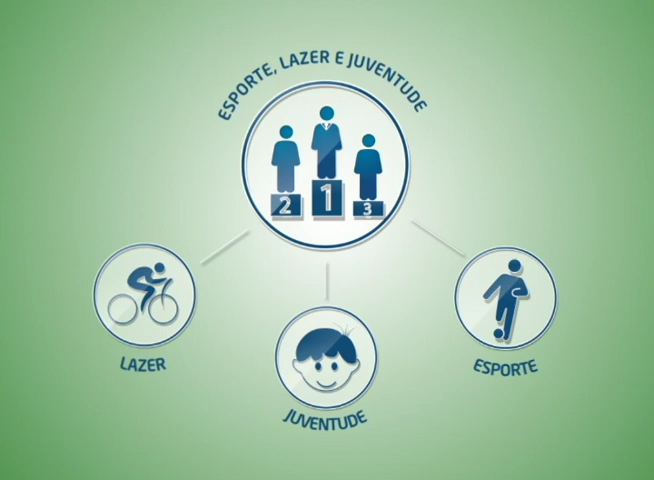 ESPORTE, LAZER E JUVENTUDE
2 1 3
LAZER
JUVENTUDE
ESPORTE